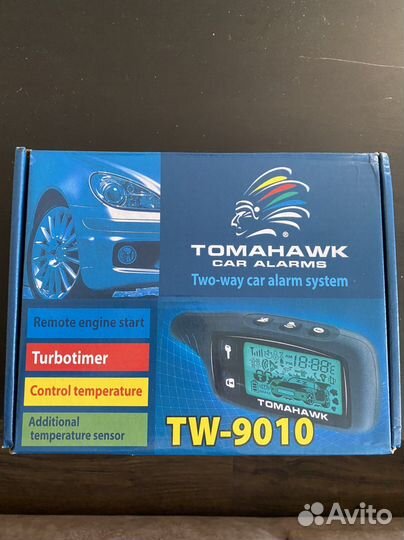 TOMAHAWK
CAR ALARMS
Two-way car alarm system
Remote engine start
Turbotimer
Control temperature
Additional
temperature sensor
TOMAHAWK
TW-9010
Avito